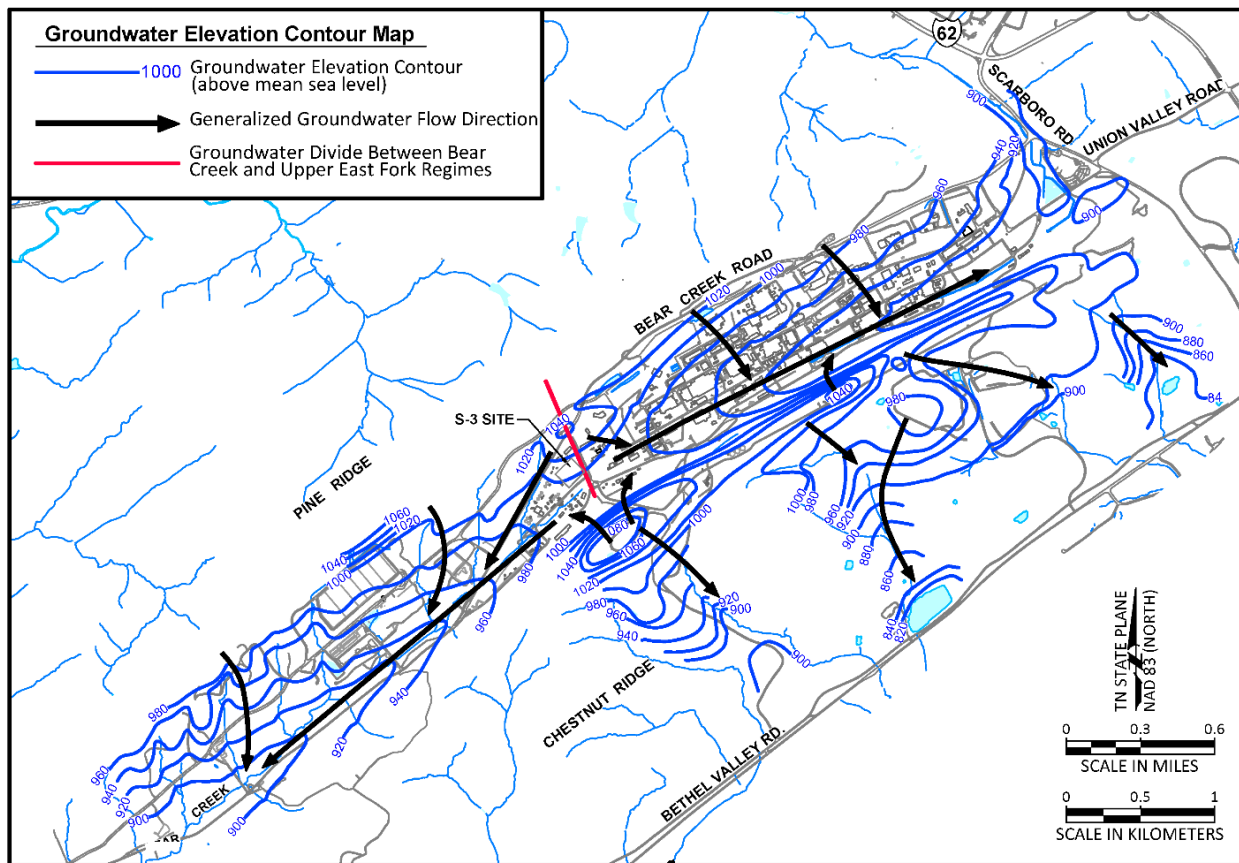 Groundwater Elevation Contour Map
1000 Groundwater Elevation Contour
(above mean sea level)
Generalized Groundwater Flow Direction
Groundwater Divide Between Bear
Creek and Upper East Fork Regimes
62
SCARBORO RD
UNION VALLEY ROAD
900
940
920
960
980
900
BEAR CREEK ROAD
1000
1020
900
880
860
84
900
1040
980
1040
S-3 SITE
1020
PINE RIDGE
1060
1020
1040
1000
1080
1060
1000
1000
1040
1020
980
980
960
940
920
900
1000
980
960
920
900
880
860
840
820
960
940
920
900
980
960
940
920
900
900
CHESTNUT RIDGE
BETHEL VALLEY RD.
CREEK
AR
TN STATE PLANE
NAD 83 (NORTH)
0 0.3 0.6
SCALE IN MILES
0 0.5 1
SCALE IN KILOMETERS